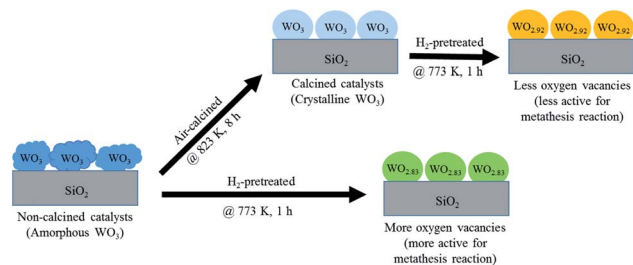 WO3 WO3 WO3
SiO2
Calcined catalysts
(Crystalline WO3)
H2-pretreated
@ 773 K, 1 h
WO2.92 WO2.92 WO2.92
SiO2
Less oxygen vacancies
(less active for
metathesis reaction)
Air-calcined
@ 823 K, 8 h
WO3 WO3 WO3
SiO2
Non-calcined catalysts
(Amorphous WO3)
H2-pretreated
@ 773 K, 1 h
WO2.83 WO2.83 WO2.83
SiO2
More oxygen vacancies
(more active for
metathesis reaction)